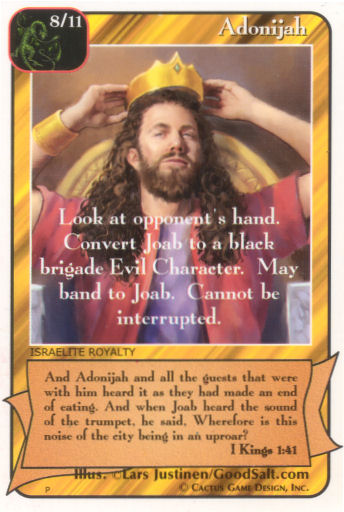 8/11
Adonijah
Look at opponent's hand.
Convert Joab to a black
brigade Evil Character. May
band to Joab. Cannot be
interrupted.
ISRAELITE ROYALTY
And Adonijah and all the guests that were
with him heard it as they had made an end
of eating. And when Joab heard the sound
of the trumpet, he said, Wherefore is this
noise of the city being in an uproar?
I Kings 1:41
Illus. ©Lars Justinen/GoodSalt.com
P © Cactus Game Design, Inc.